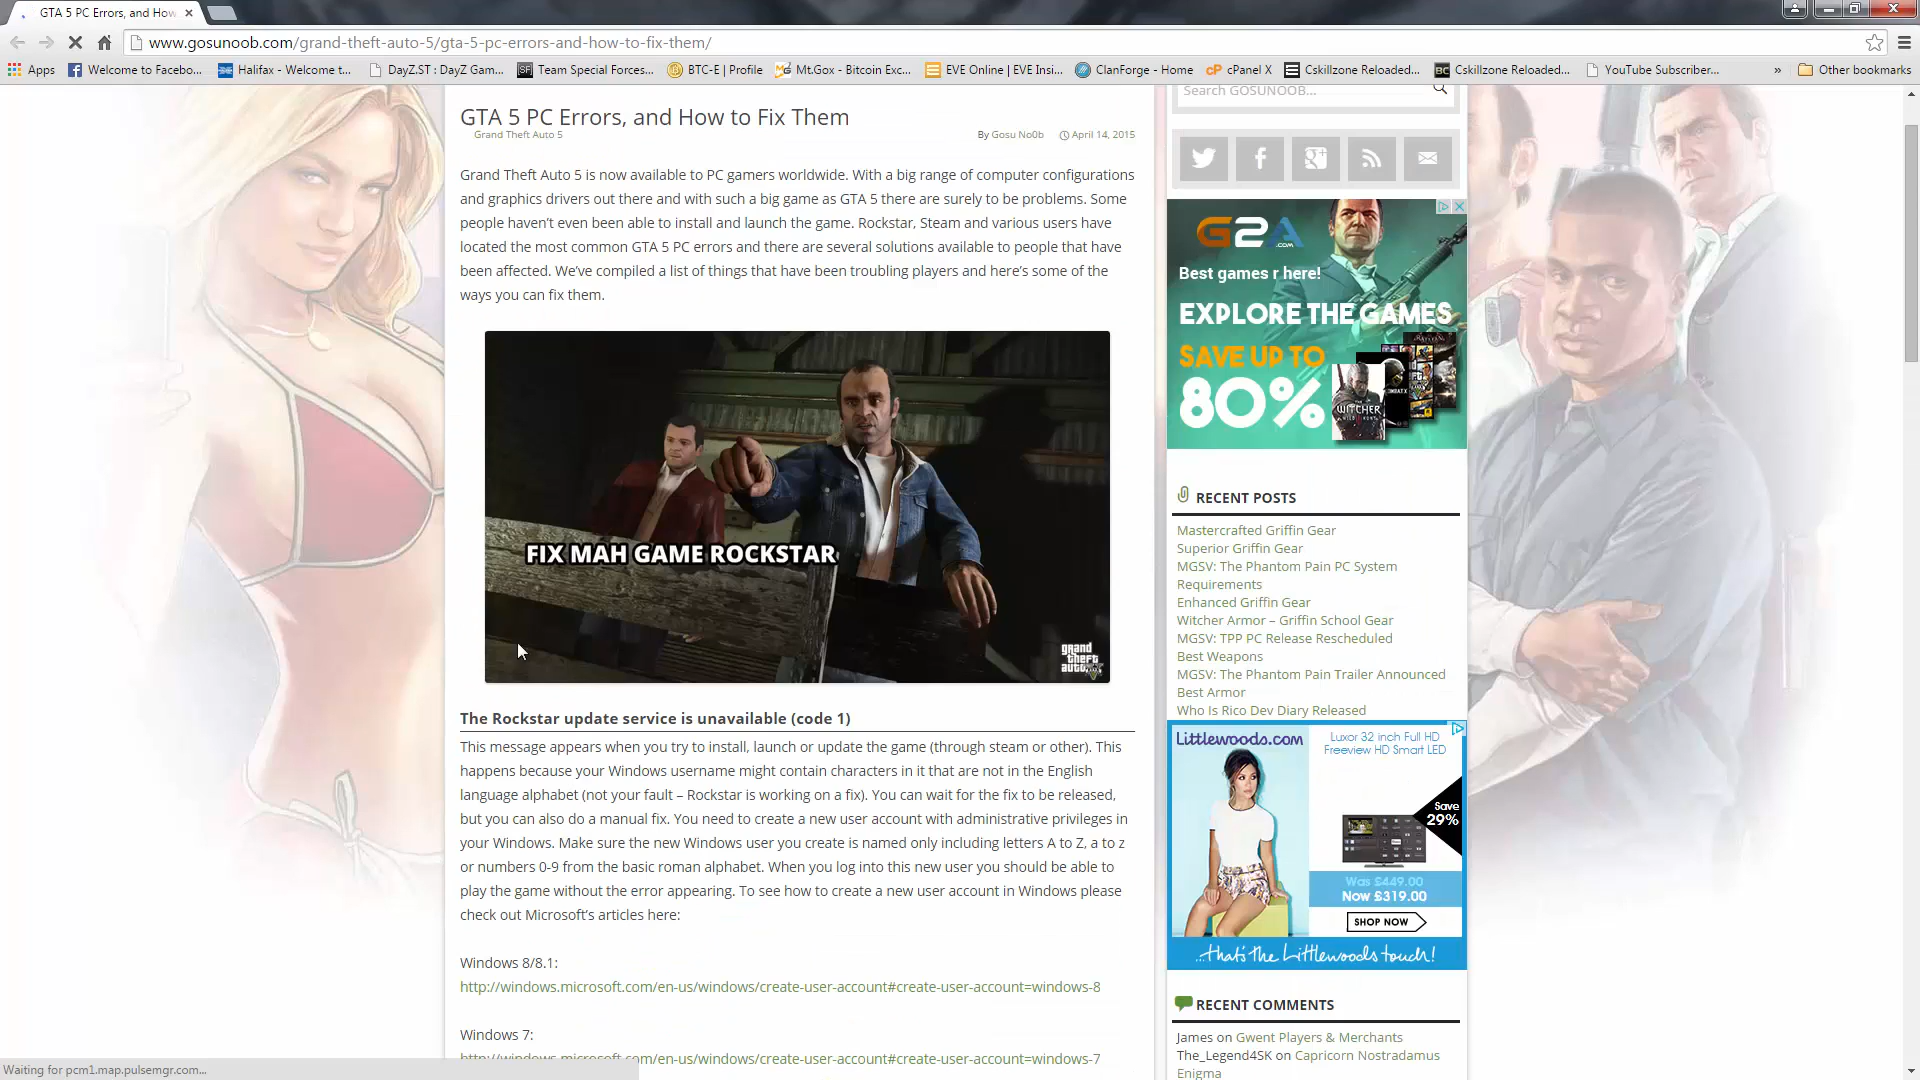 GTA 5 PC Errors, and How
www.gosunoob.com/grand-theft-auto-5/gta-5-pc-errors-and-how-to-fix-them/
Apps
Welcome to Facebo...
Halifax - Welcome t...
DayZ.ST : DayZ Gam...
Team Special Forces...
BTC-E | Profile
Mt.Gox - Bitcoin Exc...
EVE Online | EVE Insi...
ClanForge - Home
cPanel X
Cskillzone Reloaded...
Cskillzone Reloaded...
YouTube Subscriber...
»
Other bookmarks
GTA 5 PC Errors, and How to Fix Them
Grand Theft Auto 5
By Gosu No0b
April 14, 2015
Grand Theft Auto 5 is now available to PC gamers worldwide. With a big range of computer configurations
and graphics drivers out there and with such a big game as GTA 5 there are surely to be problems. Some
people haven't even been able to install and launch the game. Rockstar, Steam and various users have
located the most common GTA 5 PC errors and there are several solutions available to people that have
been affected. We've compiled a list of things that have been troubling players and here's some of the
ways you can fix them.
FIX MAH GAME ROCKSTAR
grand
theft
auto
V
The Rockstar update service is unavailable (code 1)
This message appears when you try to install, launch or update the game (through steam or other). This
happens because your Windows username might contain characters in it that are not in the English
language alphabet (not your fault – Rockstar is working on a fix). You can wait for the fix to be released,
but you can also do a manual fix. You need to create a new user account with administrative privileges in
your Windows. Make sure the new Windows user you create is named only including letters A to Z, a to z
or numbers 0-9 from the basic roman alphabet. When you log into this new user you should be able to
play the game without the error appearing. To see how to create a new user account in Windows please
check out Microsoft's articles here:
Windows 8/8.1:
http://windows.microsoft.com/en-us/windows/create-user-account#create-user-account=windows-8
Windows 7:
http://windows.microsoft.com/en-us/windows/create-user-account#create-user-account=windows-7
Waiting for pcm1.map.pulsemgr.com...
Search GOSUNOOB...
G2A
.COM
Best games r here!
EXPLORE THE GAMES
SAVE UP TO
80%
WITCHER
RECENT POSTS
Mastercrafted Griffin Gear
Superior Griffin Gear
MGSV: The Phantom Pain PC System
Requirements
Enhanced Griffin Gear
Witcher Armor – Griffin School Gear
MGSV: TPP PC Release Rescheduled
Best Weapons
MGSV: The Phantom Pain Trailer Announced
Best Armor
Who Is Rico Dev Diary Released
Littlewoods.com
Luxor 32 inch Full HD
Freeview HD Smart LED
Save
29%
Was £449.00
Now £319.00
SHOP NOW
...that's the Littlewoods touch!
RECENT COMMENTS
James on Gwent Players & Merchants
The_Legend4SK on Capricorn Nostradamus
Enigma